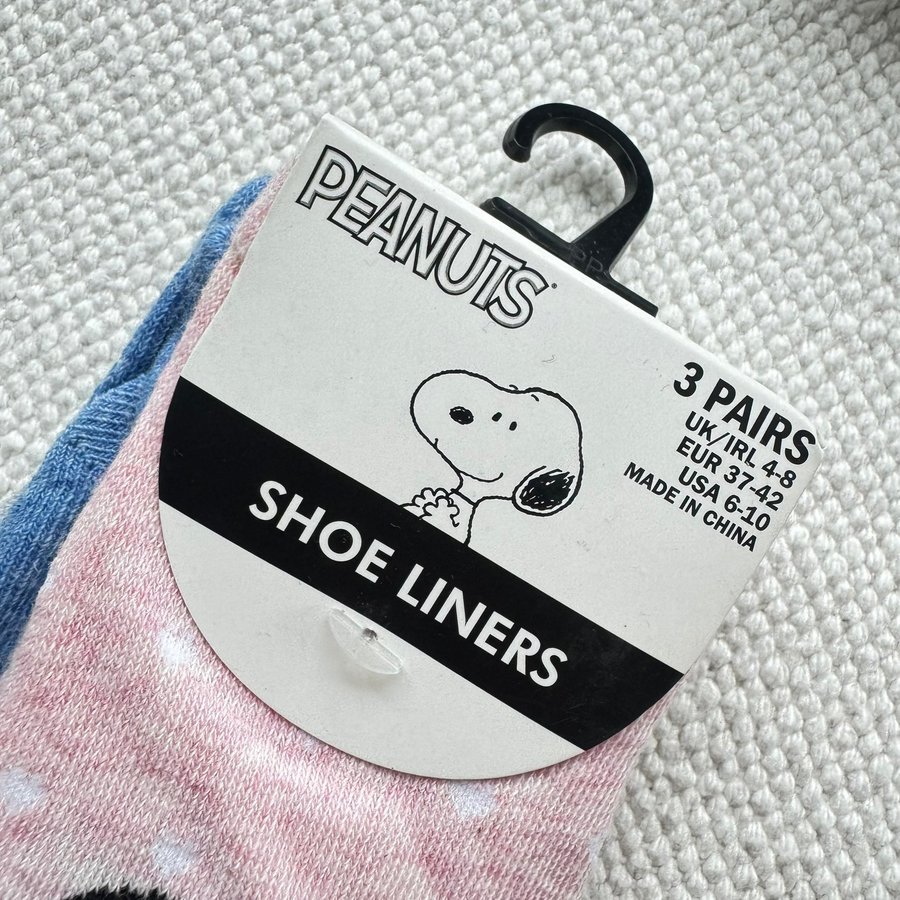 PEANUTS
3 PAIRS
UK/IRL 4-8
EUR 37-42
USA 6-10
MADE IN CHINA
SHOE LINERS